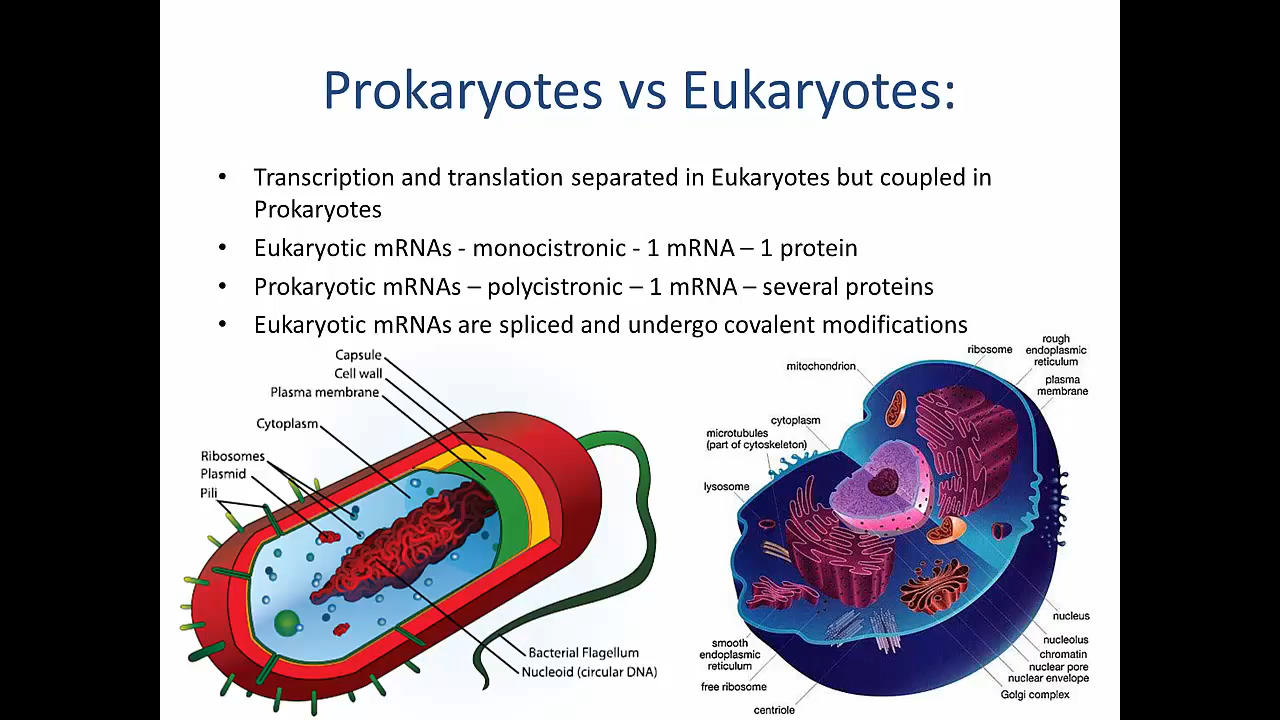 Prokaryotes vs Eukaryotes:
• Transcription and translation separated in Eukaryotes but coupled in
Prokaryotes
• Eukaryotic mRNAs - monocistronic - 1 mRNA – 1 protein
• Prokaryotic mRNAs – polycistronic – 1 mRNA – several proteins
• Eukaryotic mRNAs are spliced and undergo covalent modifications
Capsule
Cell wall
Plasma membrane
Cytoplasm
Ribosomes
Plasmid
Pili
Bacterial Flagellum
Nucleoid (circular DNA)
ribosome
rough
endoplasmic
reticulum
mitochondrion
plasma
membrane
cytoplasm
microtubules
(part of cytoskeleton)
lysosome
smooth
endoplasmic
reticulum
free ribosome
centriole
nucleus
nucleolus
chromatin
nuclear pore
nuclear envelope
Golgi complex